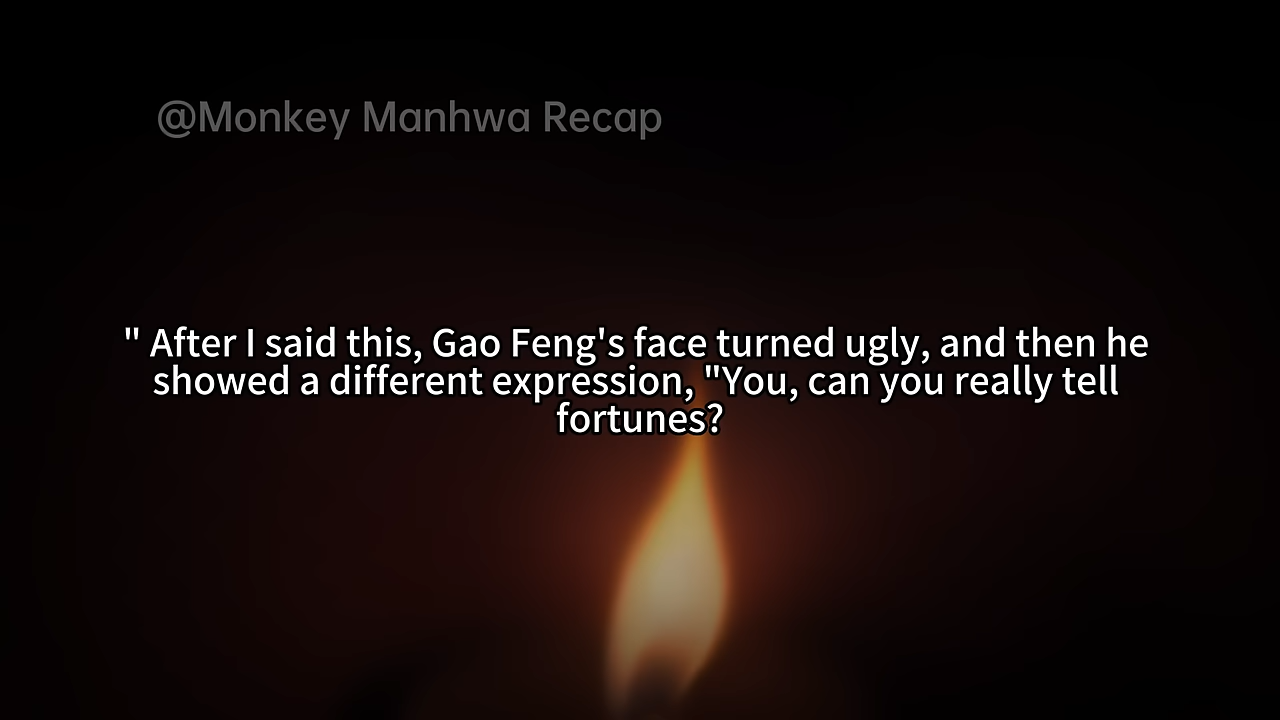 @Monkey Manhwa Recap
" After I said this, Gao Feng's face turned ugly, and then he
showed a different expression, "You, can you really tell
fortunes?